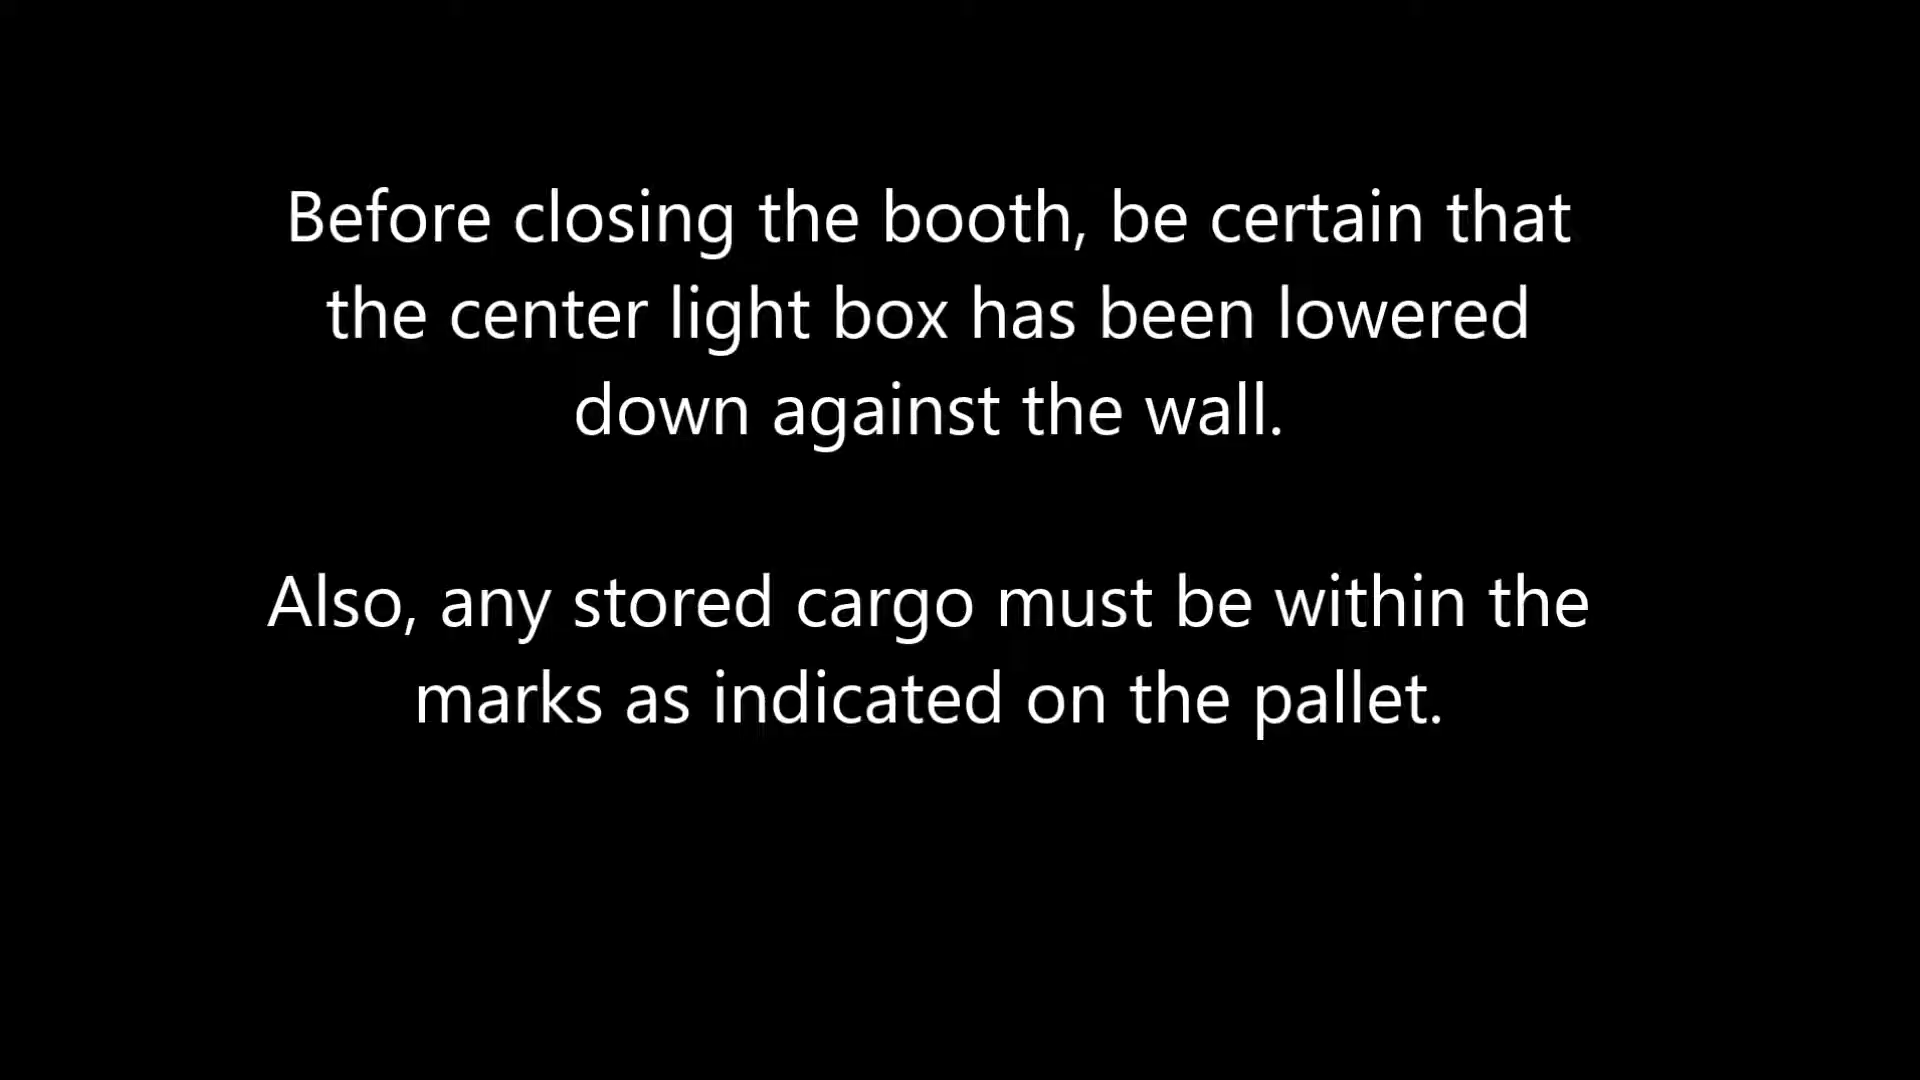 Before closing the booth, be certain that
the center light box has been lowered
down against the wall.
Also, any stored cargo must be within the
marks as indicated on the pallet.